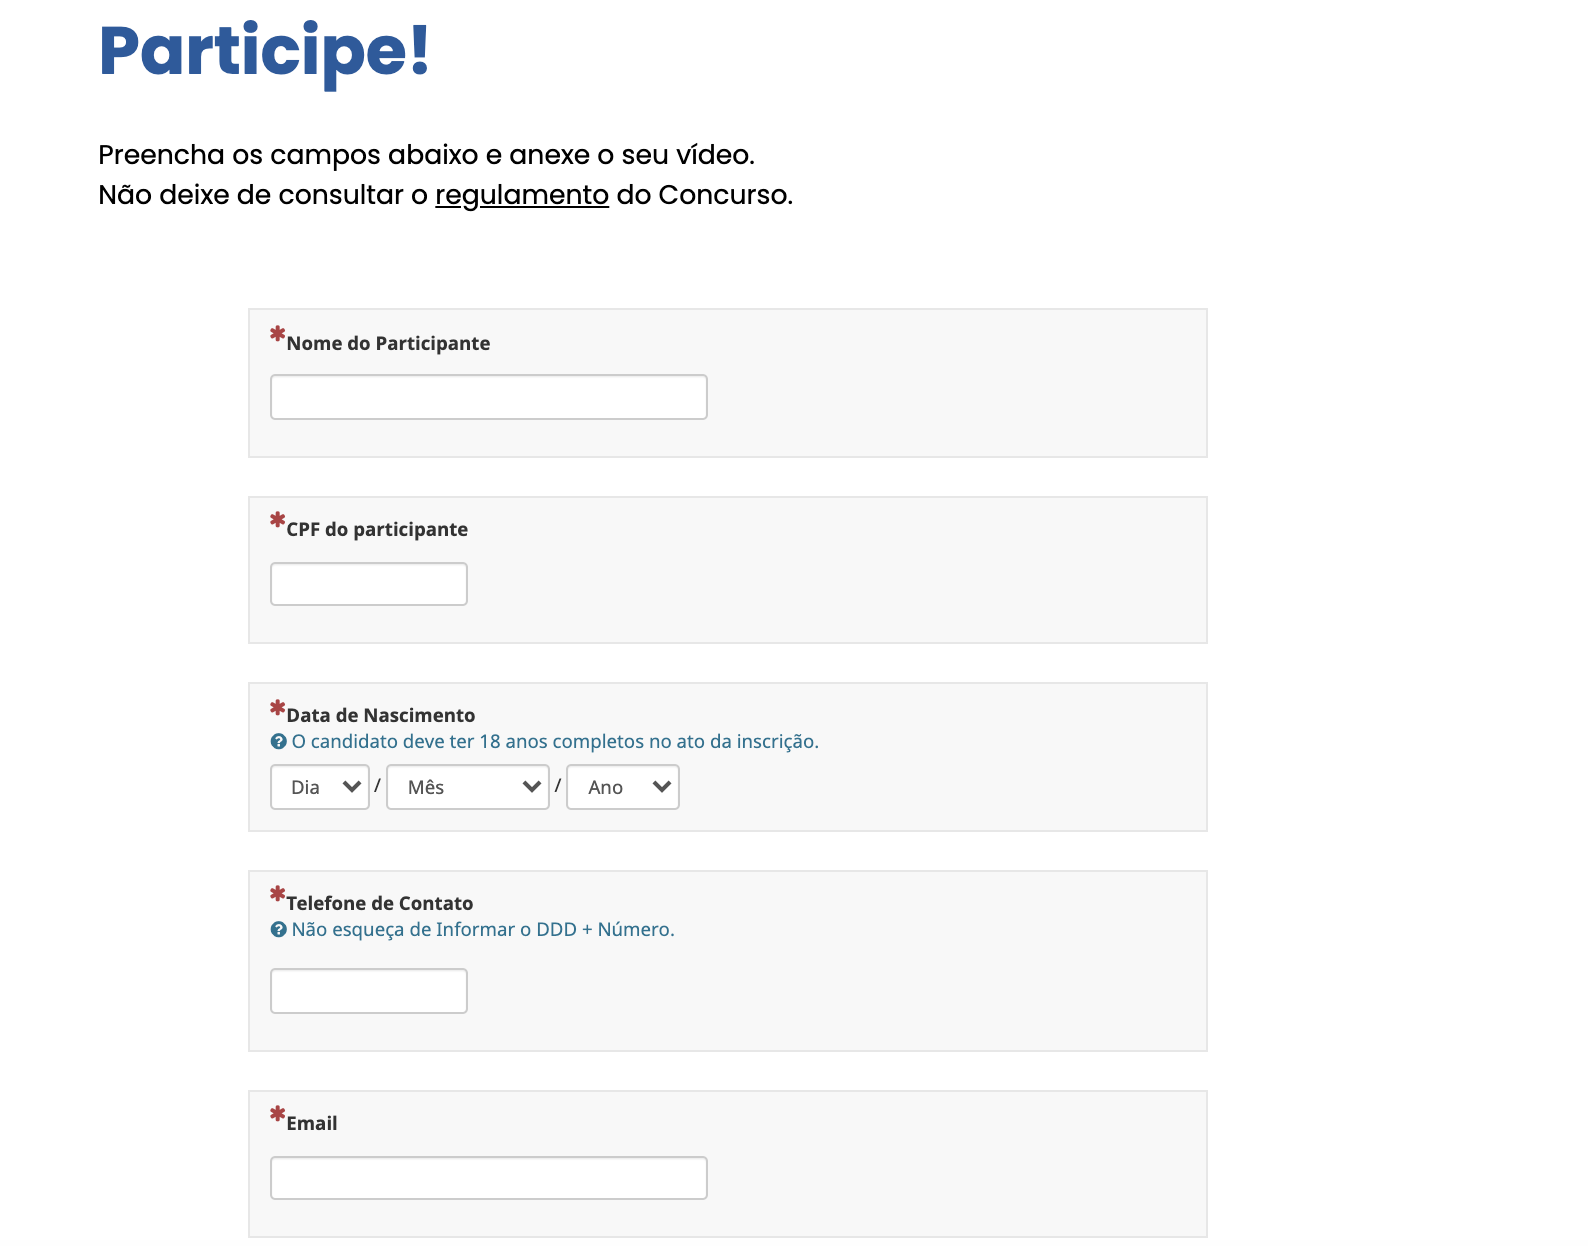 Participe!
Preencha os campos abaixo e anexe o seu vídeo.
Não deixe de consultar o regulamento do Concurso.
*Nome do Participante
*CPF do participante
*Data de Nascimento
? O candidato deve ter 18 anos completos no ato da inscrição.
Dia / Mês / Ano
*Telefone de Contato
? Não esqueça de Informar o DDD + Número.
*Email